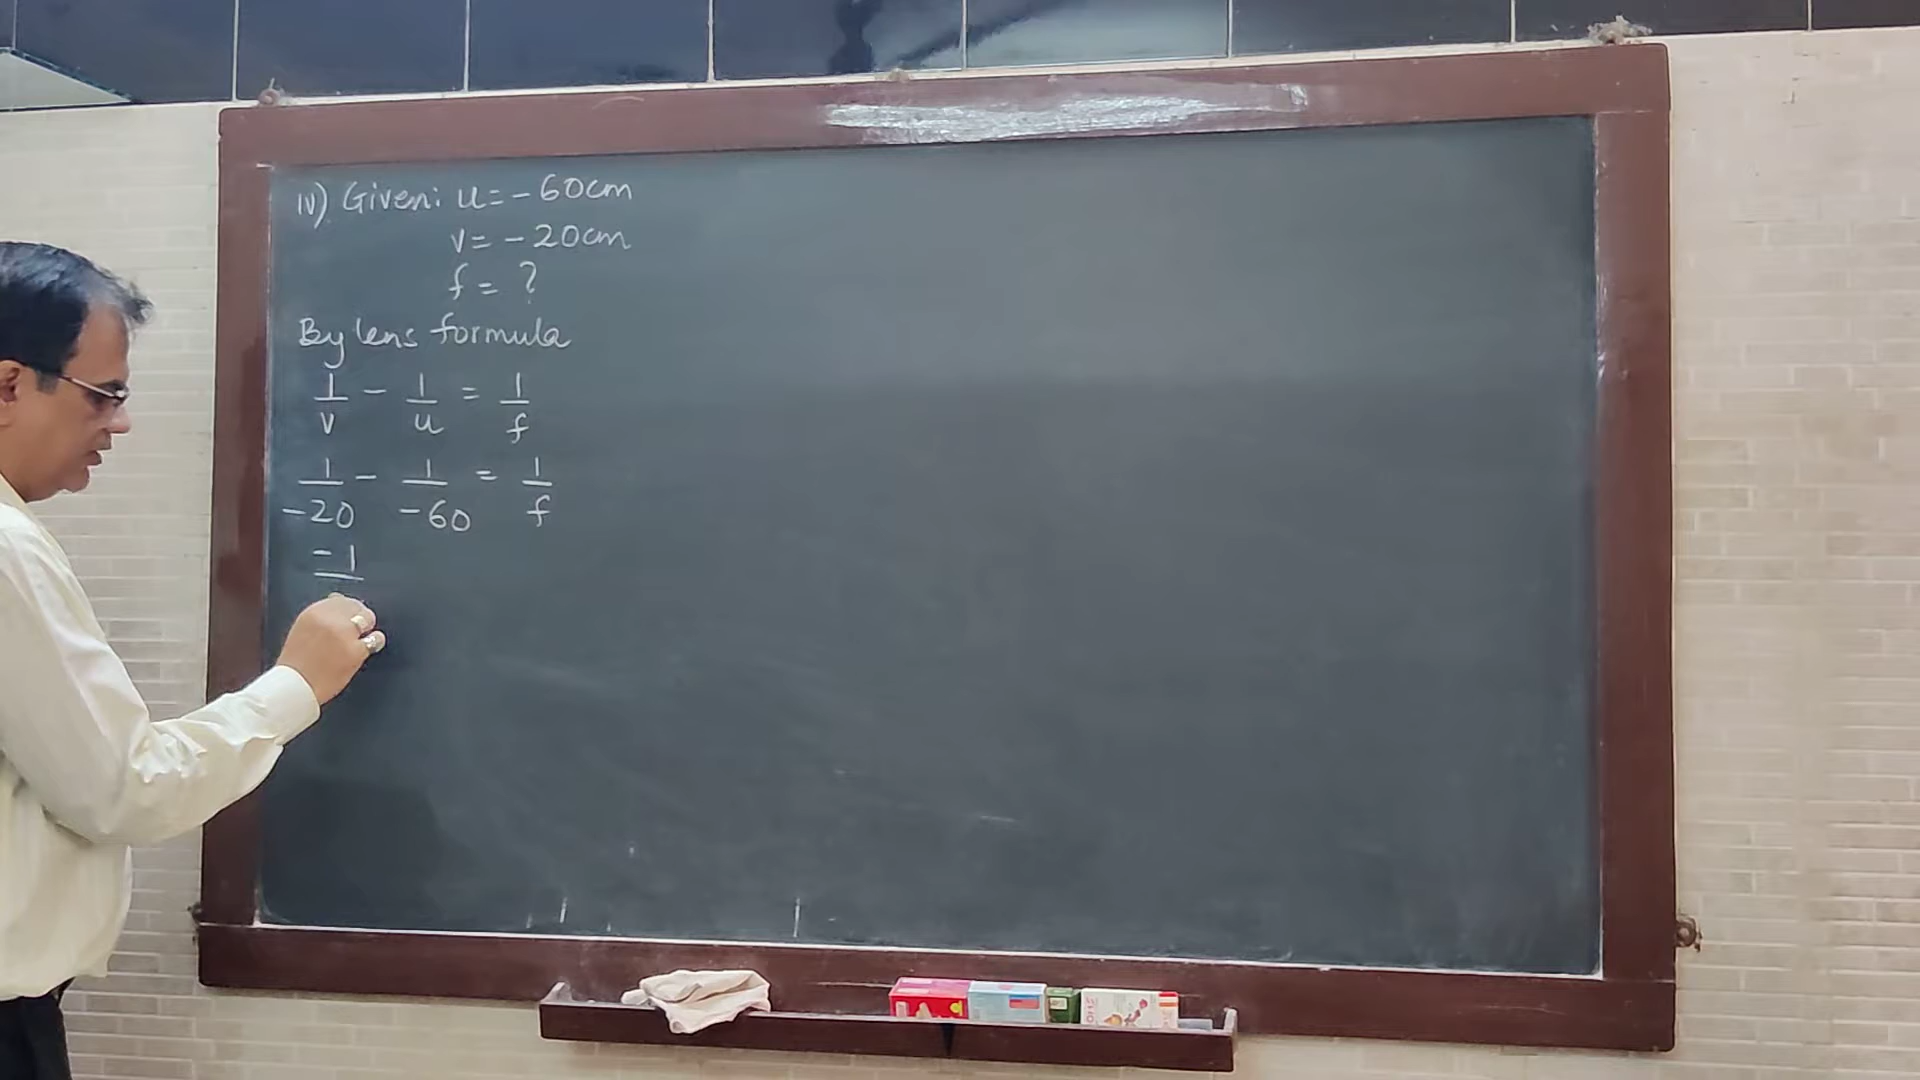 iv) Given: u = - 60cm
v = - 20cm
f = ?
By lens formula
1/v - 1/u = 1/f
1/-20 - 1/-60 = 1/f
-1